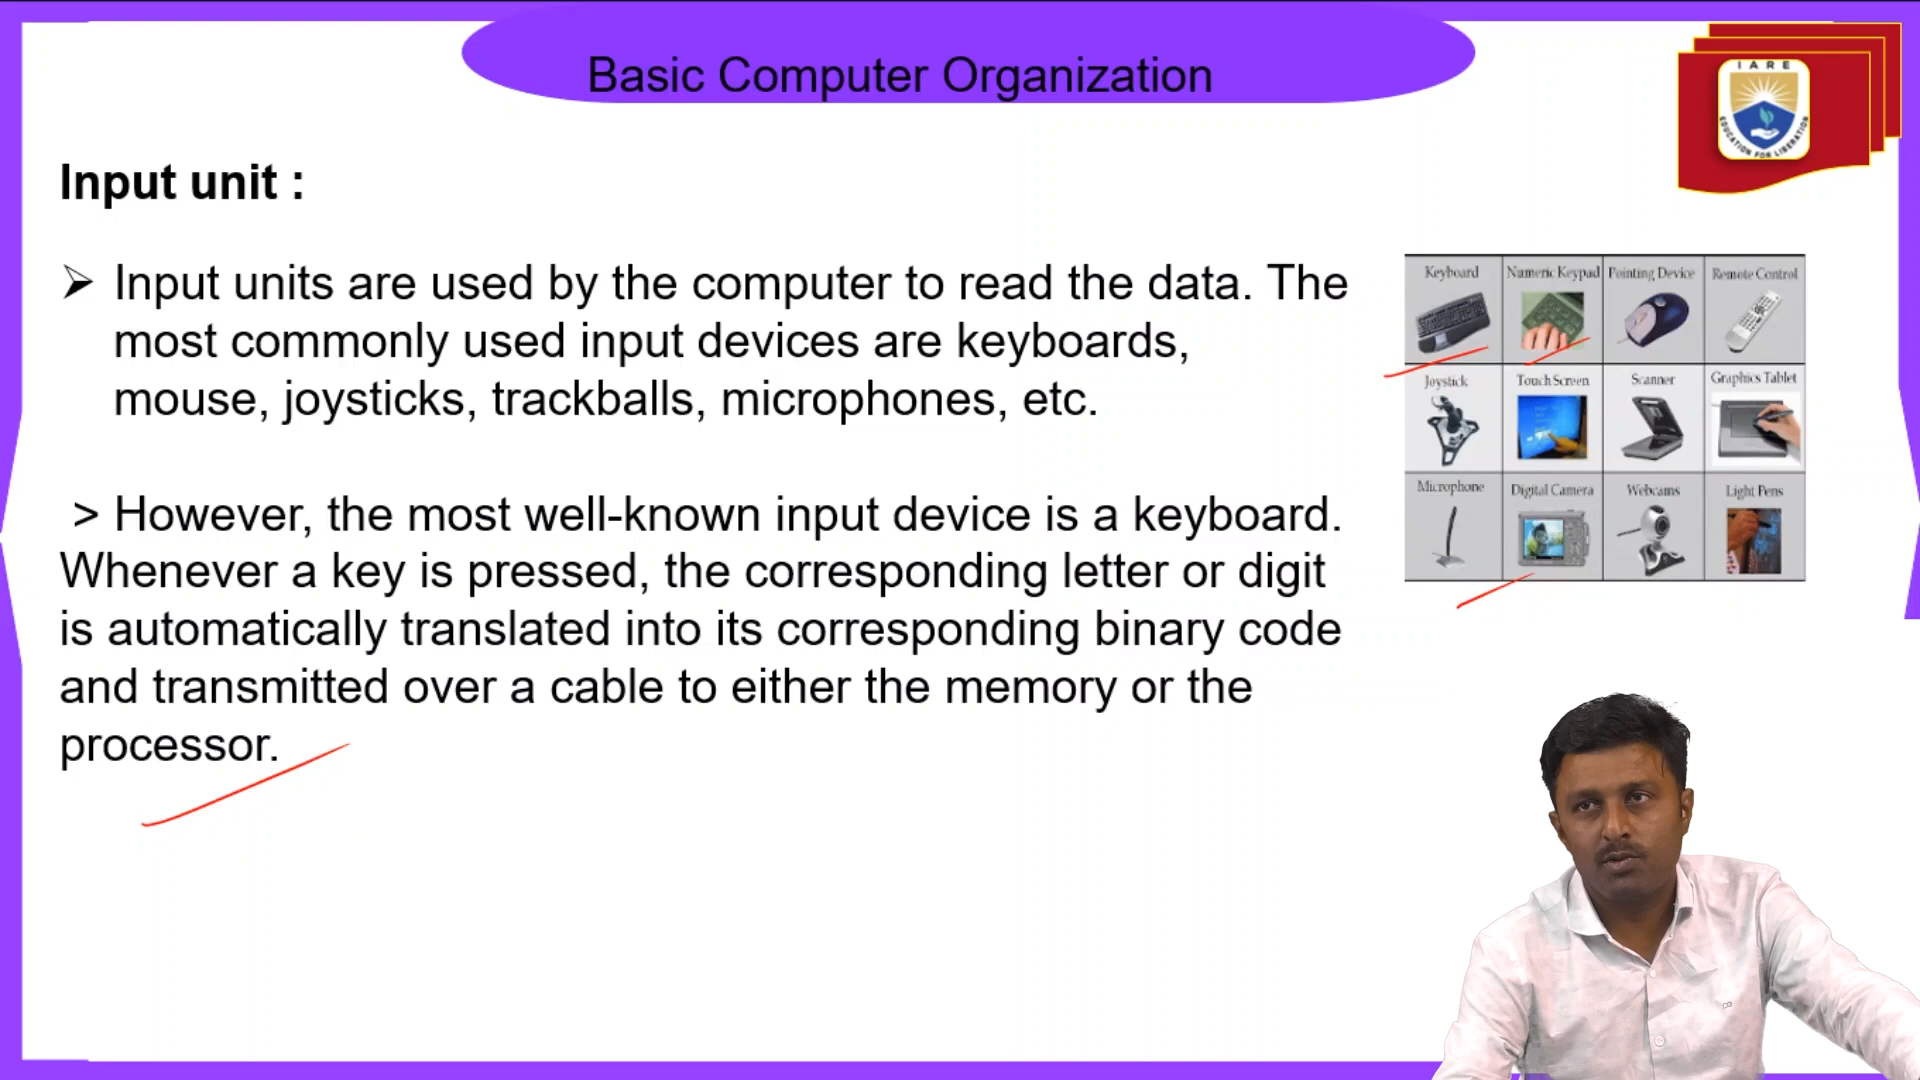 Basic Computer Organization
I A R E
EDUCATION FOR LIBERATION
Input unit :
➢ Input units are used by the computer to read the data. The
most commonly used input devices are keyboards,
mouse, joysticks, trackballs, microphones, etc.
> However, the most well-known input device is a keyboard.
Whenever a key is pressed, the corresponding letter or digit
is automatically translated into its corresponding binary code
and transmitted over a cable to either the memory or the
processor.
Keyboard Numeric Keypad Pointing Device Remote Control
Joystick Touch Screen Scanner Graphics Tablet
Microphone Digital Camera Webcams Light Pens